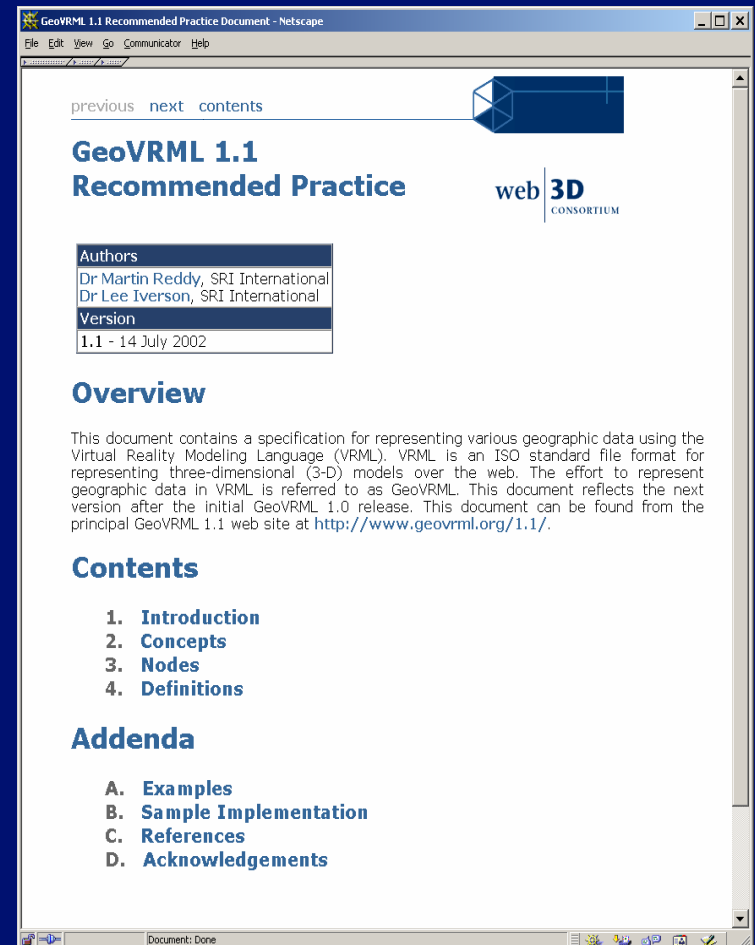 GeoVRML 1.1 Recommended Practice Document - Netscape
File Edit View Go Communicator Help
previous next contents
GeoVRML 1.1
Recommended Practice
web 3D
CONSORTIUM
Authors
Dr Martin Reddy, SRI International
Dr Lee Iverson, SRI International
Version
1.1 - 14 July 2002
Overview
This document contains a specification for representing various geographic data using the
Virtual Reality Modeling Language (VRML). VRML is an ISO standard file format for
representing three-dimensional (3-D) models over the web. The effort to represent
geographic data in VRML is referred to as GeoVRML. This document reflects the next
version after the initial GeoVRML 1.0 release. This document can be found from the
principal GeoVRML 1.1 web site at http://www.geovrml.org/1.1/.
Contents
1. Introduction
2. Concepts
3. Nodes
4. Definitions
Addenda
A. Examples
B. Sample Implementation
C. References
D. Acknowledgements
Document: Done